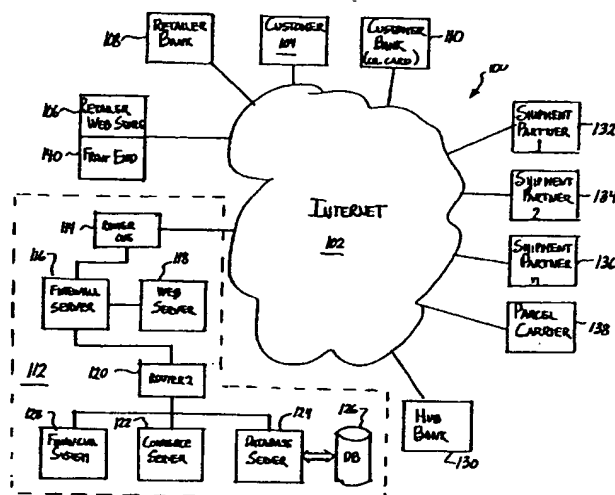 108
RETAILER
BANK
CUSTOMER
104
CUSTOMER
BANK
(CR. CARD)
100
106
RETAILER
WEB STORE
140
FRONT END
SHIPMENT
PARTNER
1
132
SHIPMENT
PARTNER
2
134
SHIPMENT
PARTNER
n
136
PARCEL
CARRIER
138
INTERNET
102
114
ROUTER
ONE
116
FIREWALL
SERVER
118
WEB
SERVER
112
120
ROUTER 2
FINANCIAL
SYSTEM
122
COMMERCE
SERVER
124
DATABASE
SERVER
126
DB
HUB
BANK
130